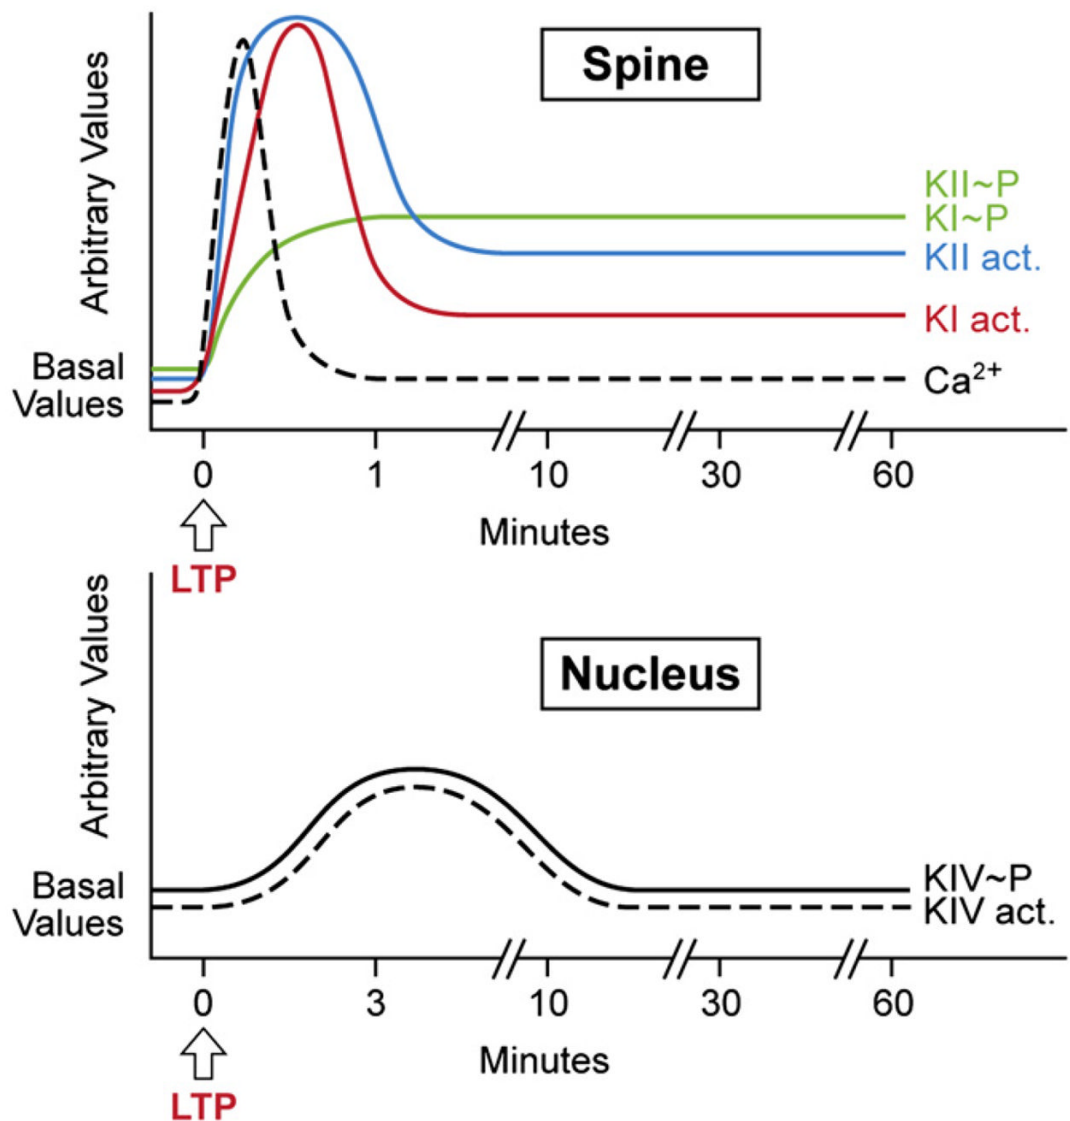 Spine
Arbitrary Values
KII~P
KI~P
KII act.
KI act.
Ca²⁺
Basal
Values
0 1 10 30 60
Minutes
LTP
Nucleus
Arbitrary Values
KIV~P
KIV act.
Basal
Values
0 3 10 30 60
Minutes
LTP